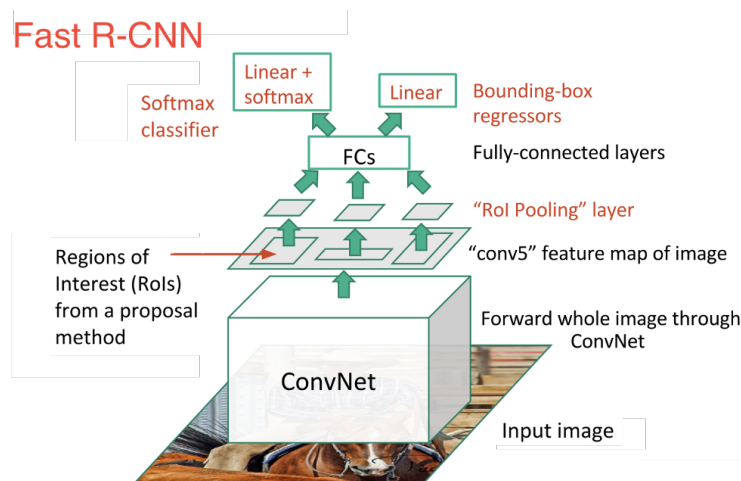 Fast R-CNN
Linear +
softmax
Linear
Softmax
classifier
Bounding-box
regressors
FCs
Fully-connected layers
"RoI Pooling" layer
Regions of
Interest (RoIs)
from a proposal
method
"conv5" feature map of image
Forward whole image through
ConvNet
ConvNet
Input image